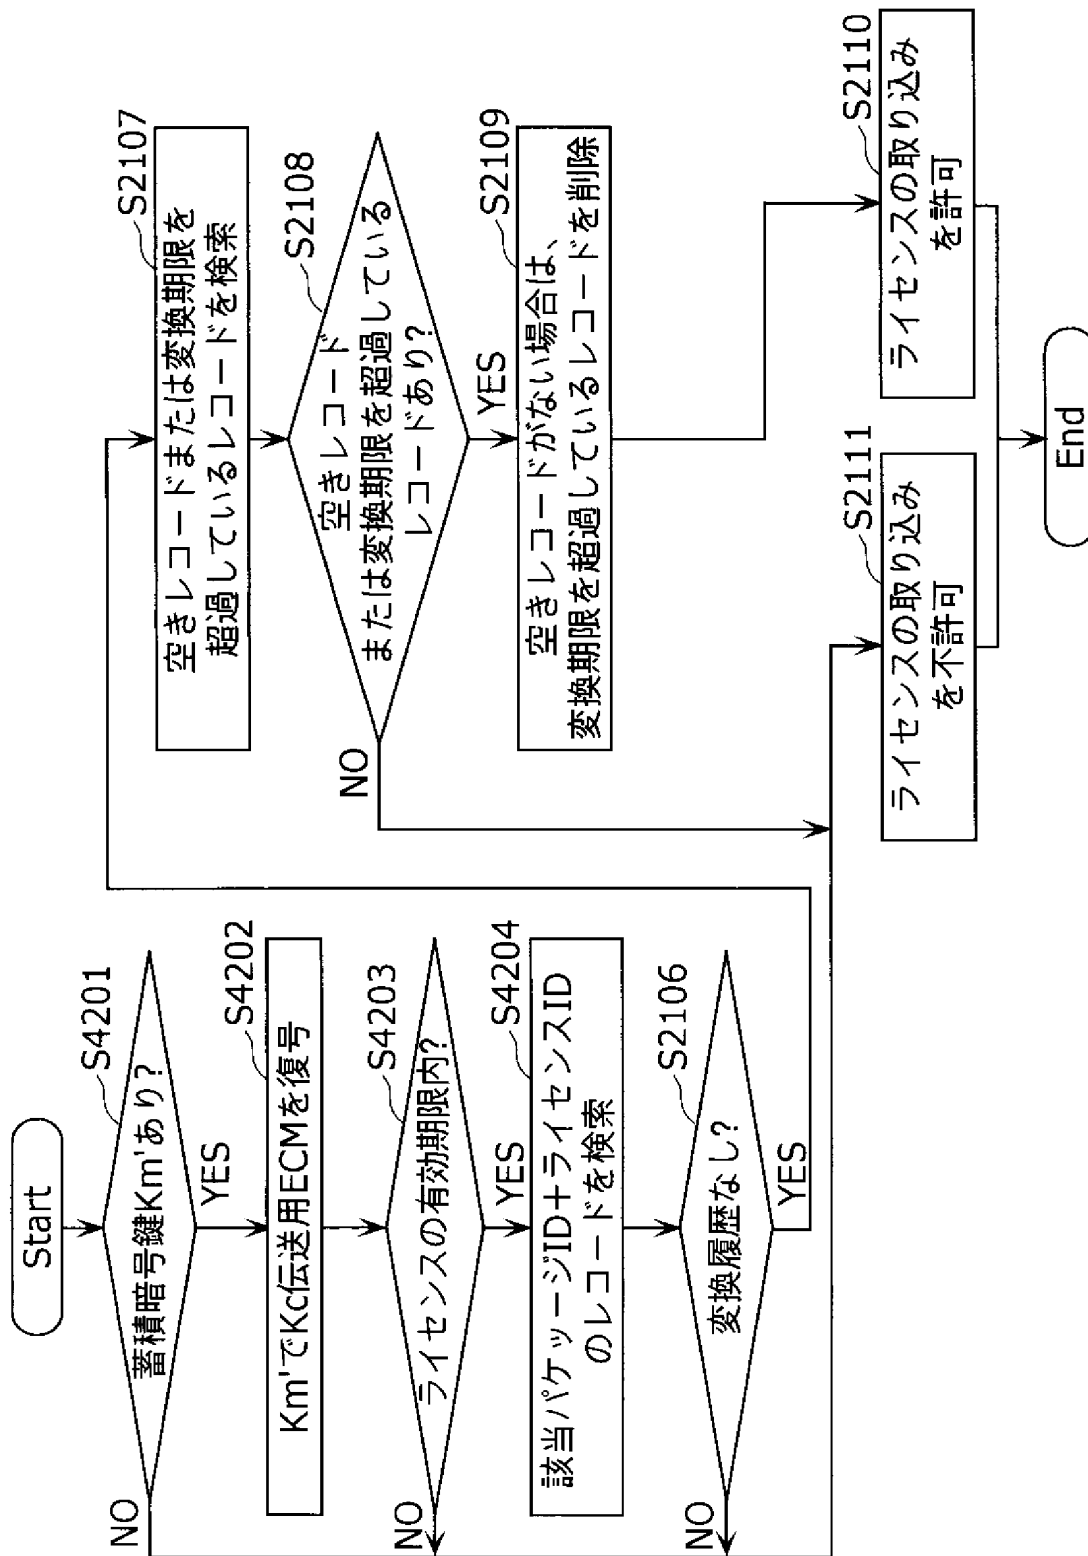 Start
S4201
蓄積暗号鍵Km'あり?
NO
YES
S4202
Km'でKc伝送用ECMを復号
S4203
ライセンスの有効期限内?
NO
YES
S4204
該当パケッージID+ライセンスID
のレコードを検索
S2106
変換履歴なし?
NO
YES
S2107
空きレコードまたは変換期限を
超過しているレコードを検索
S2108
空きレコード
または変換期限を超過している
レコードあり?
NO
YES
S2109
空きレコードがない場合は、
変換期限を超過しているレコードを削除
S2111
ライセンスの取り込み
を不許可
S2110
ライセンスの取り込み
を許可
End